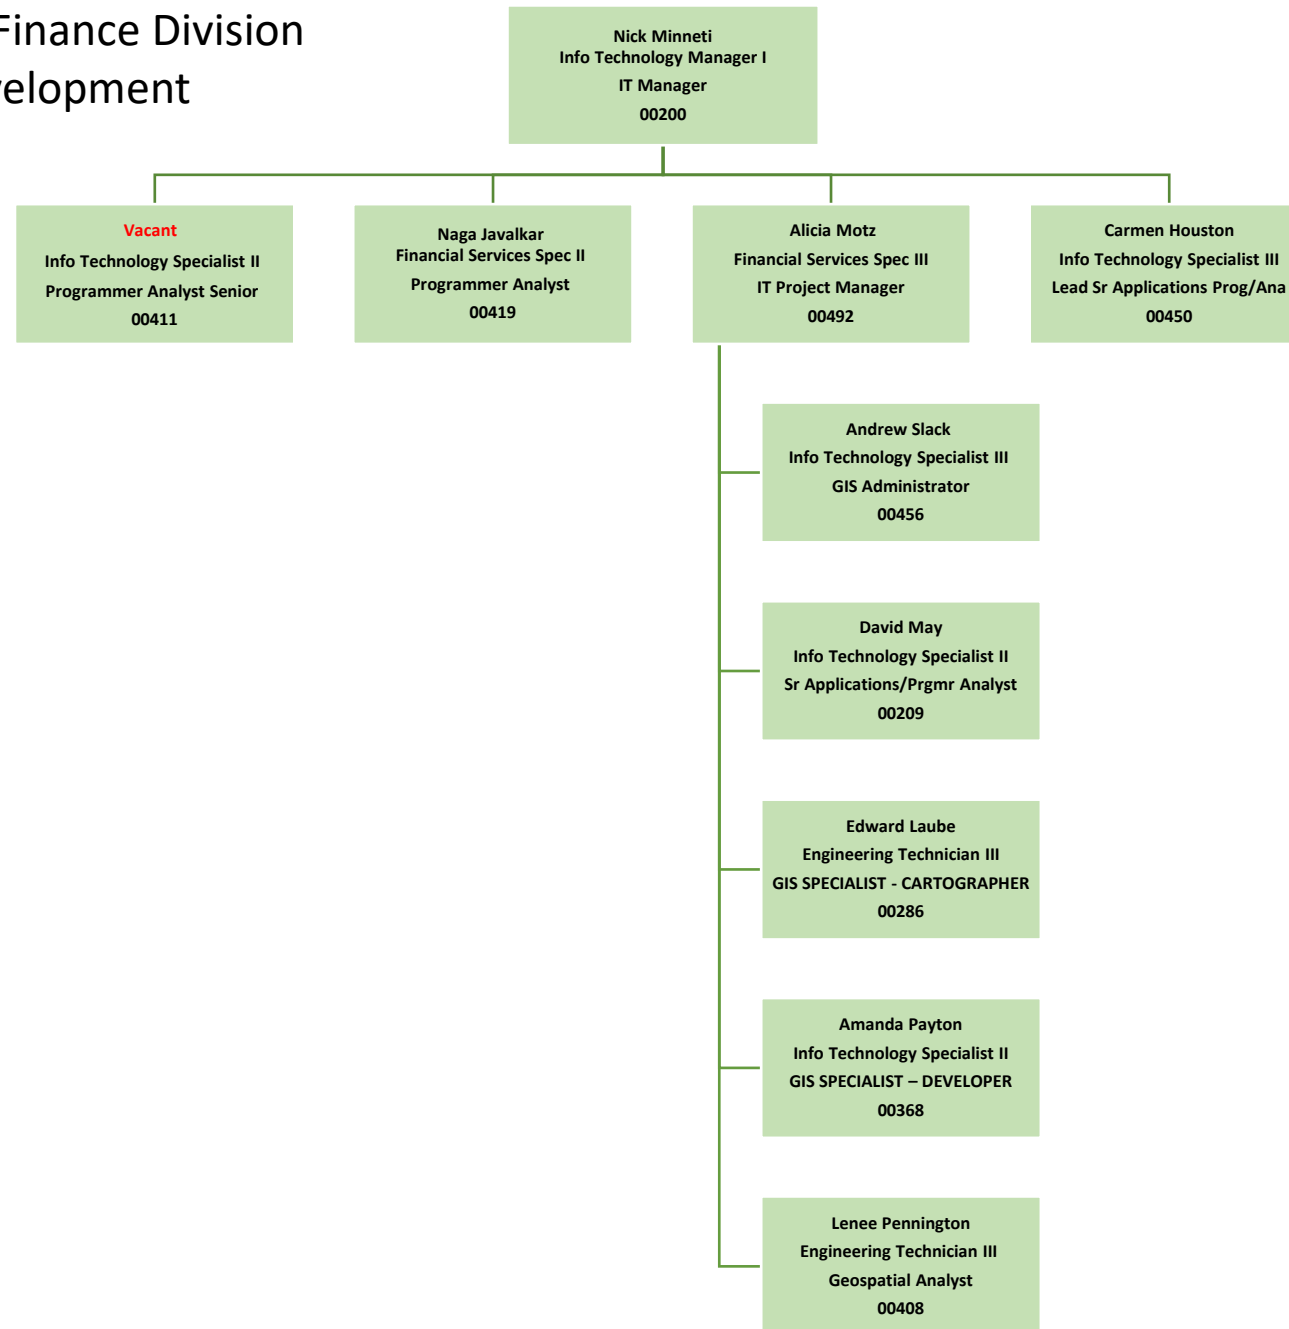 Finance Division
velopment
Nick Minneti
Info Technology Manager I
IT Manager
00200
Vacant
Info Technology Specialist II
Programmer Analyst Senior
00411
Naga Javalkar
Financial Services Spec II
Programmer Analyst
00419
Alicia Motz
Financial Services Spec III
IT Project Manager
00492
Carmen Houston
Info Technology Specialist III
Lead Sr Applications Prog/Ana
00450
Andrew Slack
Info Technology Specialist III
GIS Administrator
00456
David May
Info Technology Specialist II
Sr Applications/Prgmr Analyst
00209
Edward Laube
Engineering Technician III
GIS SPECIALIST - CARTOGRAPHER
00286
Amanda Payton
Info Technology Specialist II
GIS SPECIALIST – DEVELOPER
00368
Lenee Pennington
Engineering Technician III
Geospatial Analyst
00408